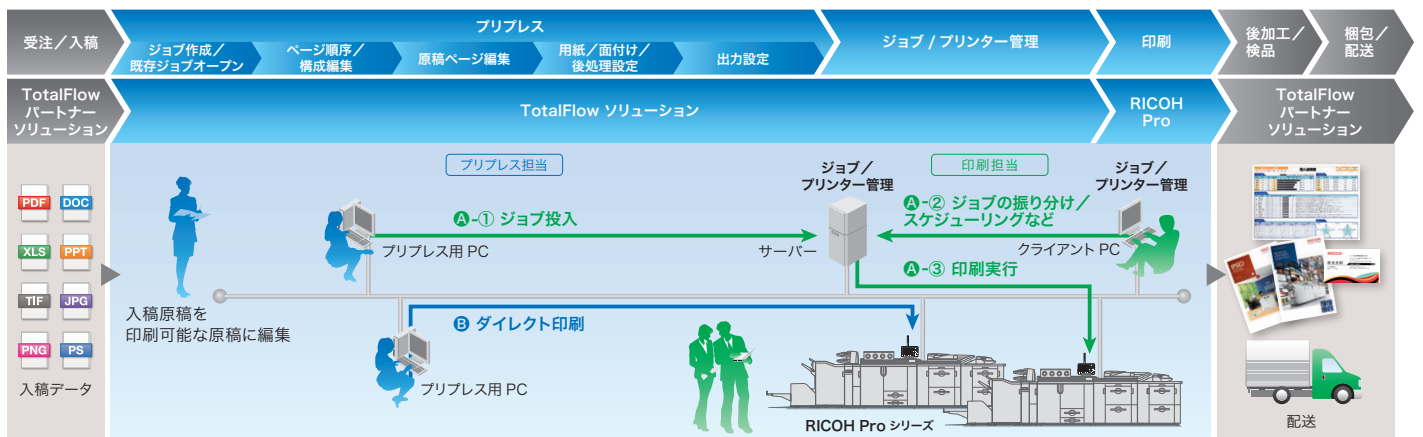 受注／入稿
プリプレス
ジョブ作成／
既存ジョブオープン
ページ順序／
構成編集
原稿ページ編集
用紙／面付け／
後処理設定
出力設定
ジョブ / プリンター管理
印刷
後加工／
検品
梱包／
配送
TotalFlow
パートナー
ソリューション
TotalFlow ソリューション
RICOH
Pro
TotalFlow
パートナー
ソリューション
PDF
DOC
XLS
PPT
TIF
JPG
PNG
PS
入稿データ
入稿原稿を
印刷可能な原稿に編集
プリプレス担当
A-① ジョブ投入
プリプレス用 PC
B ダイレクト印刷
プリプレス用 PC
ジョブ／
プリンター管理
サーバー
印刷担当
A-② ジョブの振り分け／
スケジューリングなど
ジョブ／
プリンター管理
クライアント PC
A-③ 印刷実行
RICOH Pro シリーズ
配送